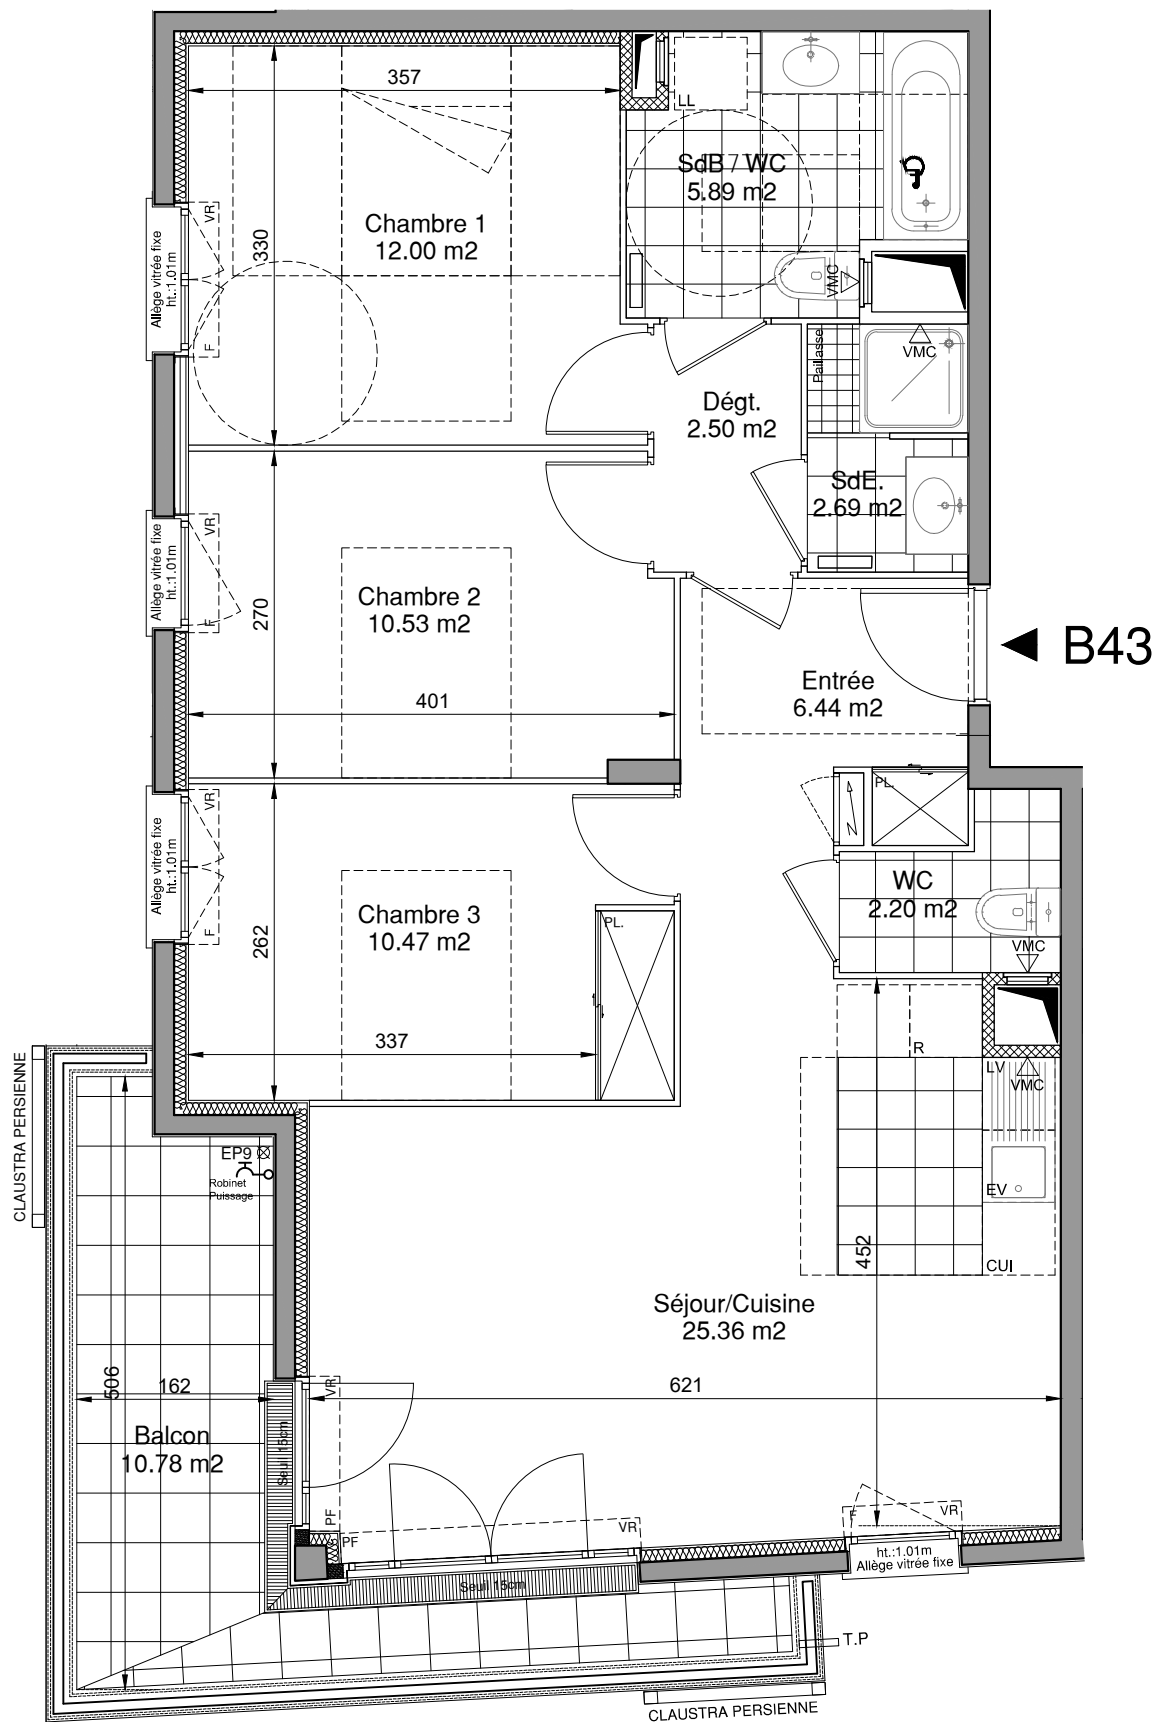 357
LL
SdB / WC
5.89 m2
Chambre 1
12.00 m2
330
VR
Allège vitrée fixe
ht.:1.01m
F
VMC
Paillasse
VMC
Dégt.
2.50 m2
SdE.
2.69 m2
VR
Allège vitrée fixe
ht.:1.01m
F
Chambre 2
10.53 m2
270
401
B43
Entrée
6.44 m2
PL.
VR
Allège vitrée fixe
ht.:1.01m
F
WC
2.20 m2
VMC
Chambre 3
10.47 m2
PL.
262
337
R
LV
VMC
CLAUSTRA PERSIENNE
EP9
Robinet
Puissage
EV
452
CUI
Séjour/Cuisine
25.36 m2
506
162
621
VR
Balcon
10.78 m2
Seuil 15cm
PF
PF
VR
F
VR
ht.:1.01m
Allège vitrée fixe
Seuil 15cm
T.P
CLAUSTRA PERSIENNE